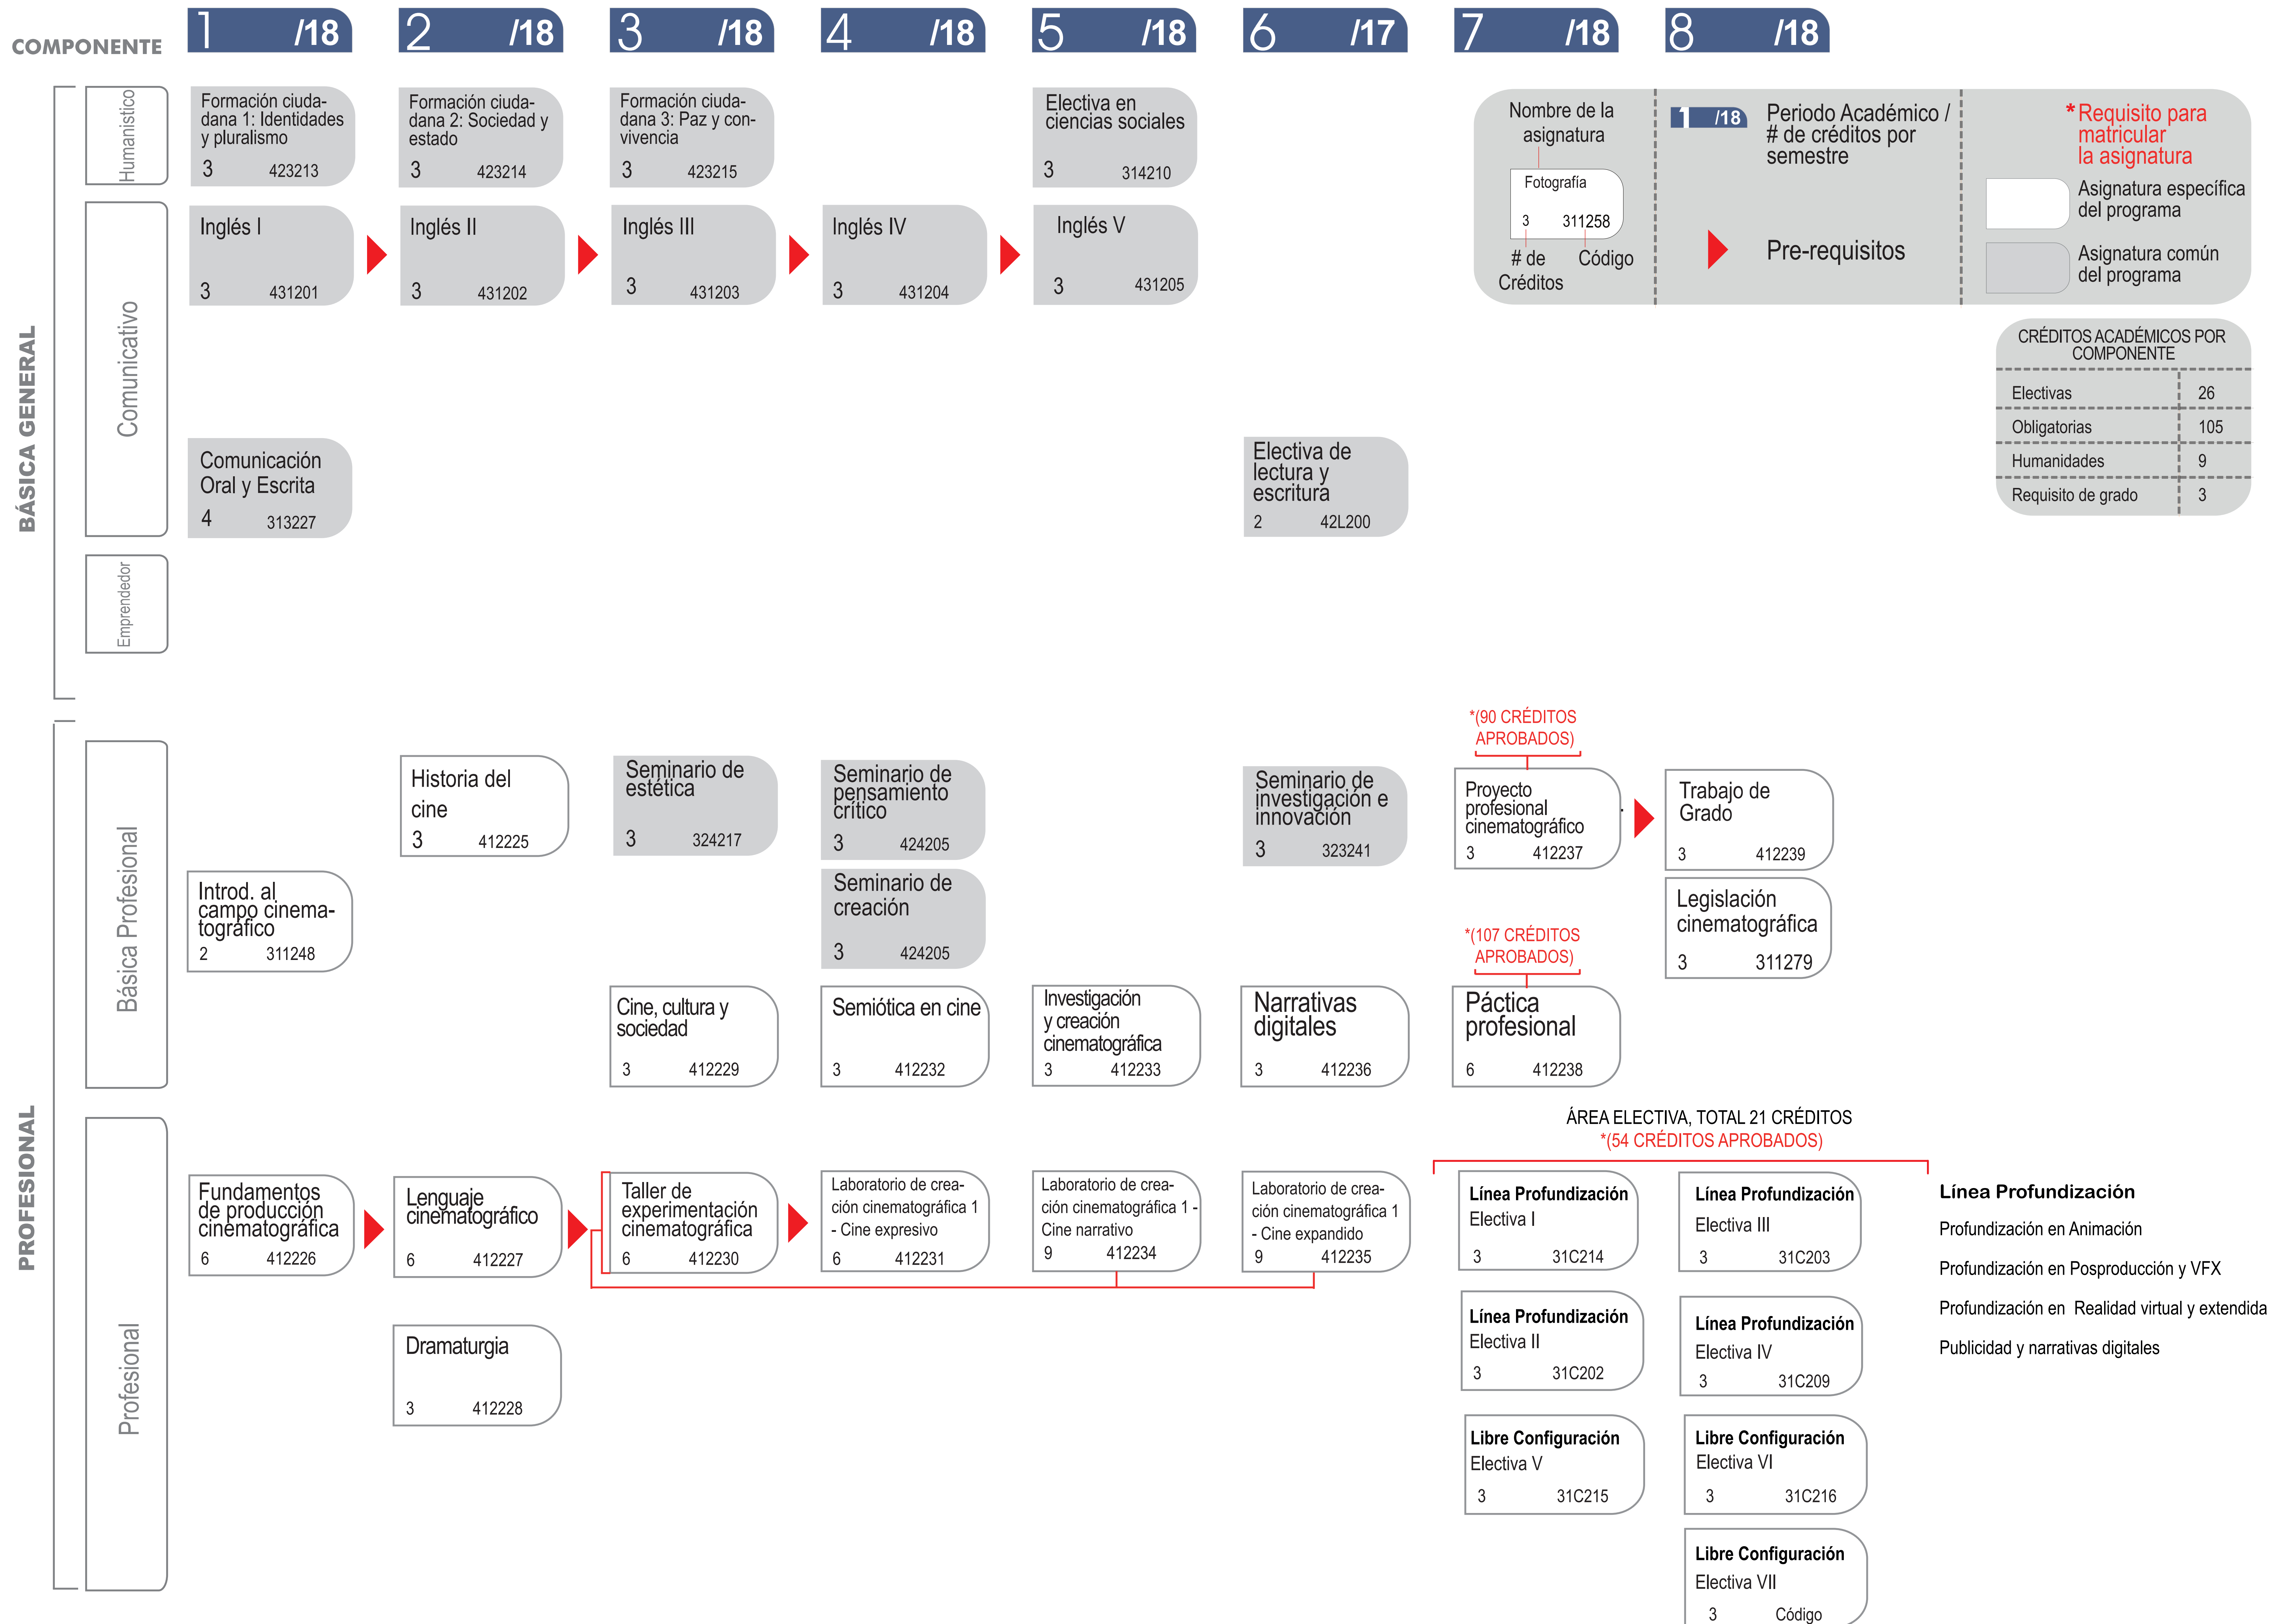 COMPONENTE
1 /18
2 /18
3 /18
4 /18
5 /18
6 /17
7 /18
8 /18
BÁSICA GENERAL
Humanistico
Formación ciuda-
dana 1: Identidades
y pluralismo
3 423213
Formación ciuda-
dana 2: Sociedad y
estado
3 423214
Formación ciuda-
dana 3: Paz y con-
vivencia
3 423215
Electiva en
ciencias sociales
3 314210
Comunicativo
Inglés I
3 431201
Inglés II
3 431202
Inglés III
3 431203
Inglés IV
3 431204
Inglés V
3 431205
Comunicación
Oral y Escrita
4 313227
Electiva de
lectura y
escritura
2 42L200
Emprendedor
Nombre de la
asignatura
Fotografía
3 311258
# de
Créditos
Código
1 /18
Periodo Académico /
# de créditos por
semestre
Pre-requisitos
*Requisito para
matricular
la asignatura
Asignatura específica
del programa
Asignatura común
del programa
CRÉDITOS ACADÉMICOS POR
COMPONENTE
Electivas 26
Obligatorias 105
Humanidades 9
Requisito de grado 3
PROFESIONAL
Básica Profesional
Introd. al
campo cinema-
tográfico
2 311248
Historia del
cine
3 412225
Seminario de
estética
3 324217
Cine, cultura y
sociedad
3 412229
Seminario de
pensamiento
crítico
3 424205
Seminario de
creación
3 424205
Semiótica en cine
3 412232
Investigación
y creación
cinematográfica
3 412233
Seminario de
investigación e
innovación
3 323241
Narrativas
digitales
3 412236
*(90 CRÉDITOS
APROBADOS)
Proyecto
profesional
cinematográfico
3 412237
*(107 CRÉDITOS
APROBADOS)
Páctica
profesional
6 412238
Trabajo de
Grado
3 412239
Legislación
cinematográfica
3 311279
Profesional
Fundamentos
de producción
cinematográfica
6 412226
Lenguaje
cinematográfico
6 412227
Dramaturgia
3 412228
Taller de
experimentación
cinematográfica
6 412230
Laboratorio de crea-
ción cinematográfica 1
- Cine expresivo
6 412231
Laboratorio de crea-
ción cinematográfica 1 -
Cine narrativo
9 412234
Laboratorio de crea-
ción cinematográfica 1
- Cine expandido
9 412235
ÁREA ELECTIVA, TOTAL 21 CRÉDITOS
*(54 CRÉDITOS APROBADOS)
Línea Profundización
Electiva I
3 31C214
Línea Profundización
Electiva II
3 31C202
Libre Configuración
Electiva V
3 31C215
Línea Profundización
Electiva III
3 31C203
Línea Profundización
Electiva IV
3 31C209
Libre Configuración
Electiva VI
3 31C216
Libre Configuración
Electiva VII
3 Código
Línea Profundización
Profundización en Animación
Profundización en Posproducción y VFX
Profundización en Realidad virtual y extendida
Publicidad y narrativas digitales